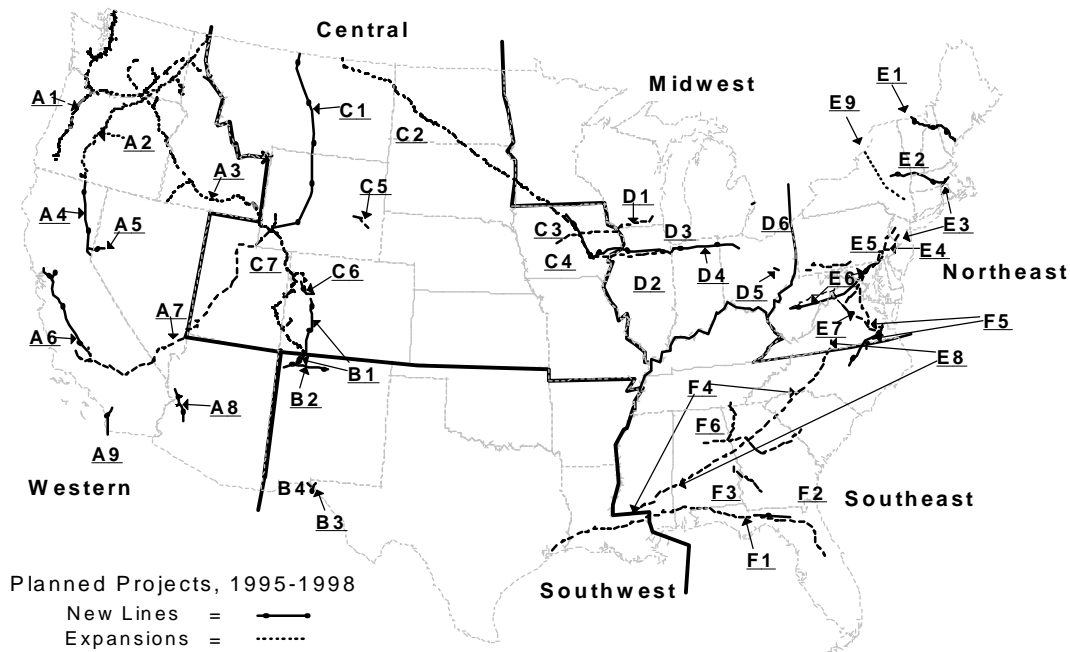 Central
Midwest
E1
E9
A1
C1
A2
C2
E2
A3
C5
D1
A4
A5
C3
D3
D6
E3
C7
C4
E5
E4
C6
D2
D4
D5
E6
Northeast
A7
A6
E7
F5
B1
E8
B2
F4
A8
F6
A9
Western
B4
F3
F2
Southeast
B3
F1
Planned Projects, 1995-1998
Southwest
New Lines =
Expansions =